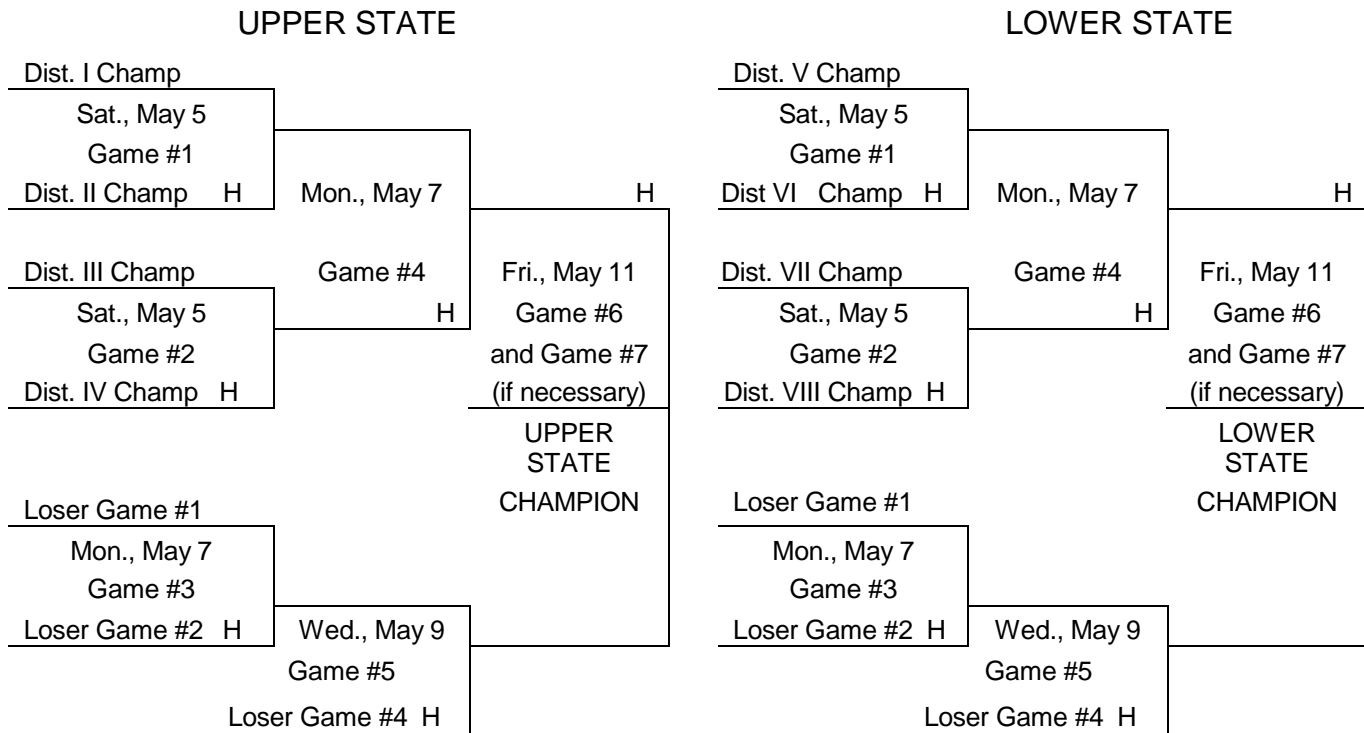 UPPER STATE
Dist. I Champ
Sat., May 5
Game #1
Dist. II Champ H
Mon., May 7
H
Dist. III Champ
Game #4
Fri., May 11
Sat., May 5
H
Game #6
Game #2
and Game #7
Dist. IV Champ H
(if necessary)
UPPER
STATE
CHAMPION
Loser Game #1
Mon., May 7
Game #3
Loser Game #2 H
Wed., May 9
Game #5
Loser Game #4 H
LOWER STATE
Dist. V Champ
Sat., May 5
Game #1
Dist VI Champ H
Mon., May 7
H
Dist. VII Champ
Game #4
Fri., May 11
Sat., May 5
H
Game #6
Game #2
and Game #7
Dist. VIII Champ H
(if necessary)
LOWER
STATE
CHAMPION
Loser Game #1
Mon., May 7
Game #3
Loser Game #2 H
Wed., May 9
Game #5
Loser Game #4 H